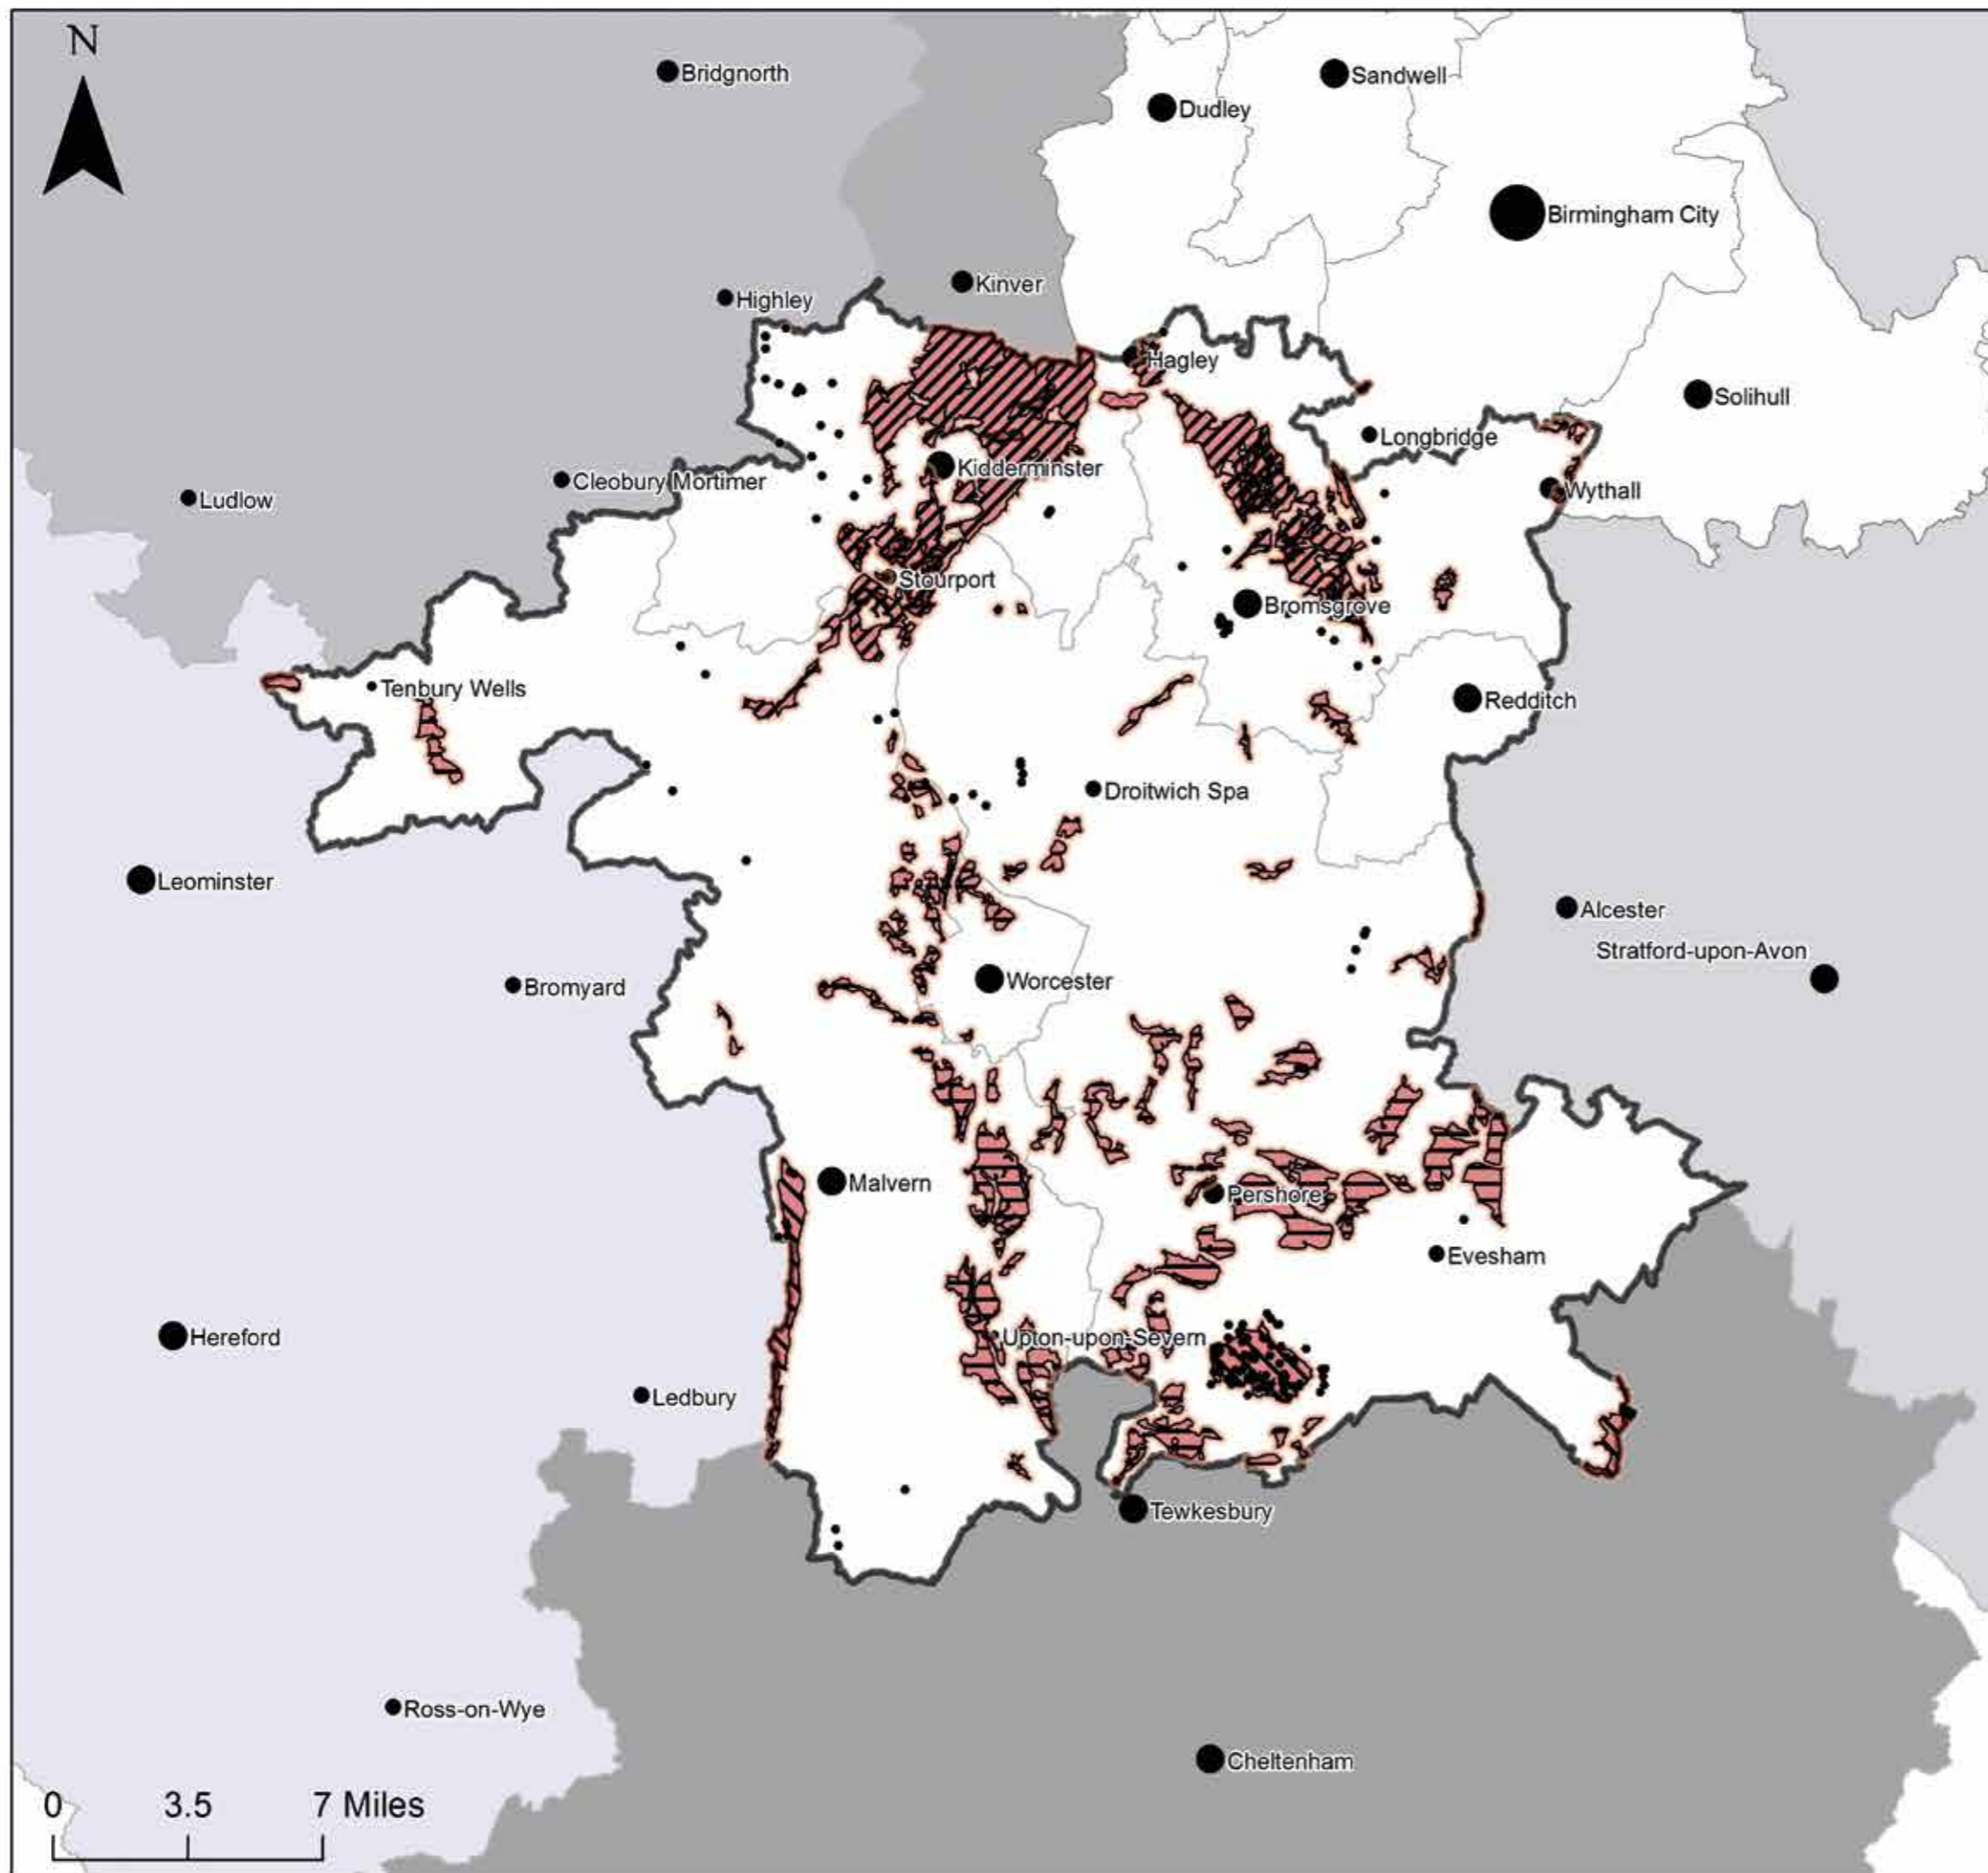 N
Bridgnorth
Sandwell
Dudley
Birmingham City
Kinver
Highley
Hagley
Solihull
Longbridge
Kidderminster
Cleobury Mortimer
Wythall
Ludlow
Stourport
Bromsgrove
Tenbury Wells
Redditch
Droitwich Spa
Leominster
Alcester
Stratford-upon-Avon
Worcester
Bromyard
Malvern
Pershore
Evesham
Hereford
Upton-upon-Severn
Ledbury
Tewkesbury
Ross-on-Wye
Cheltenham
0 3.5 7 Miles